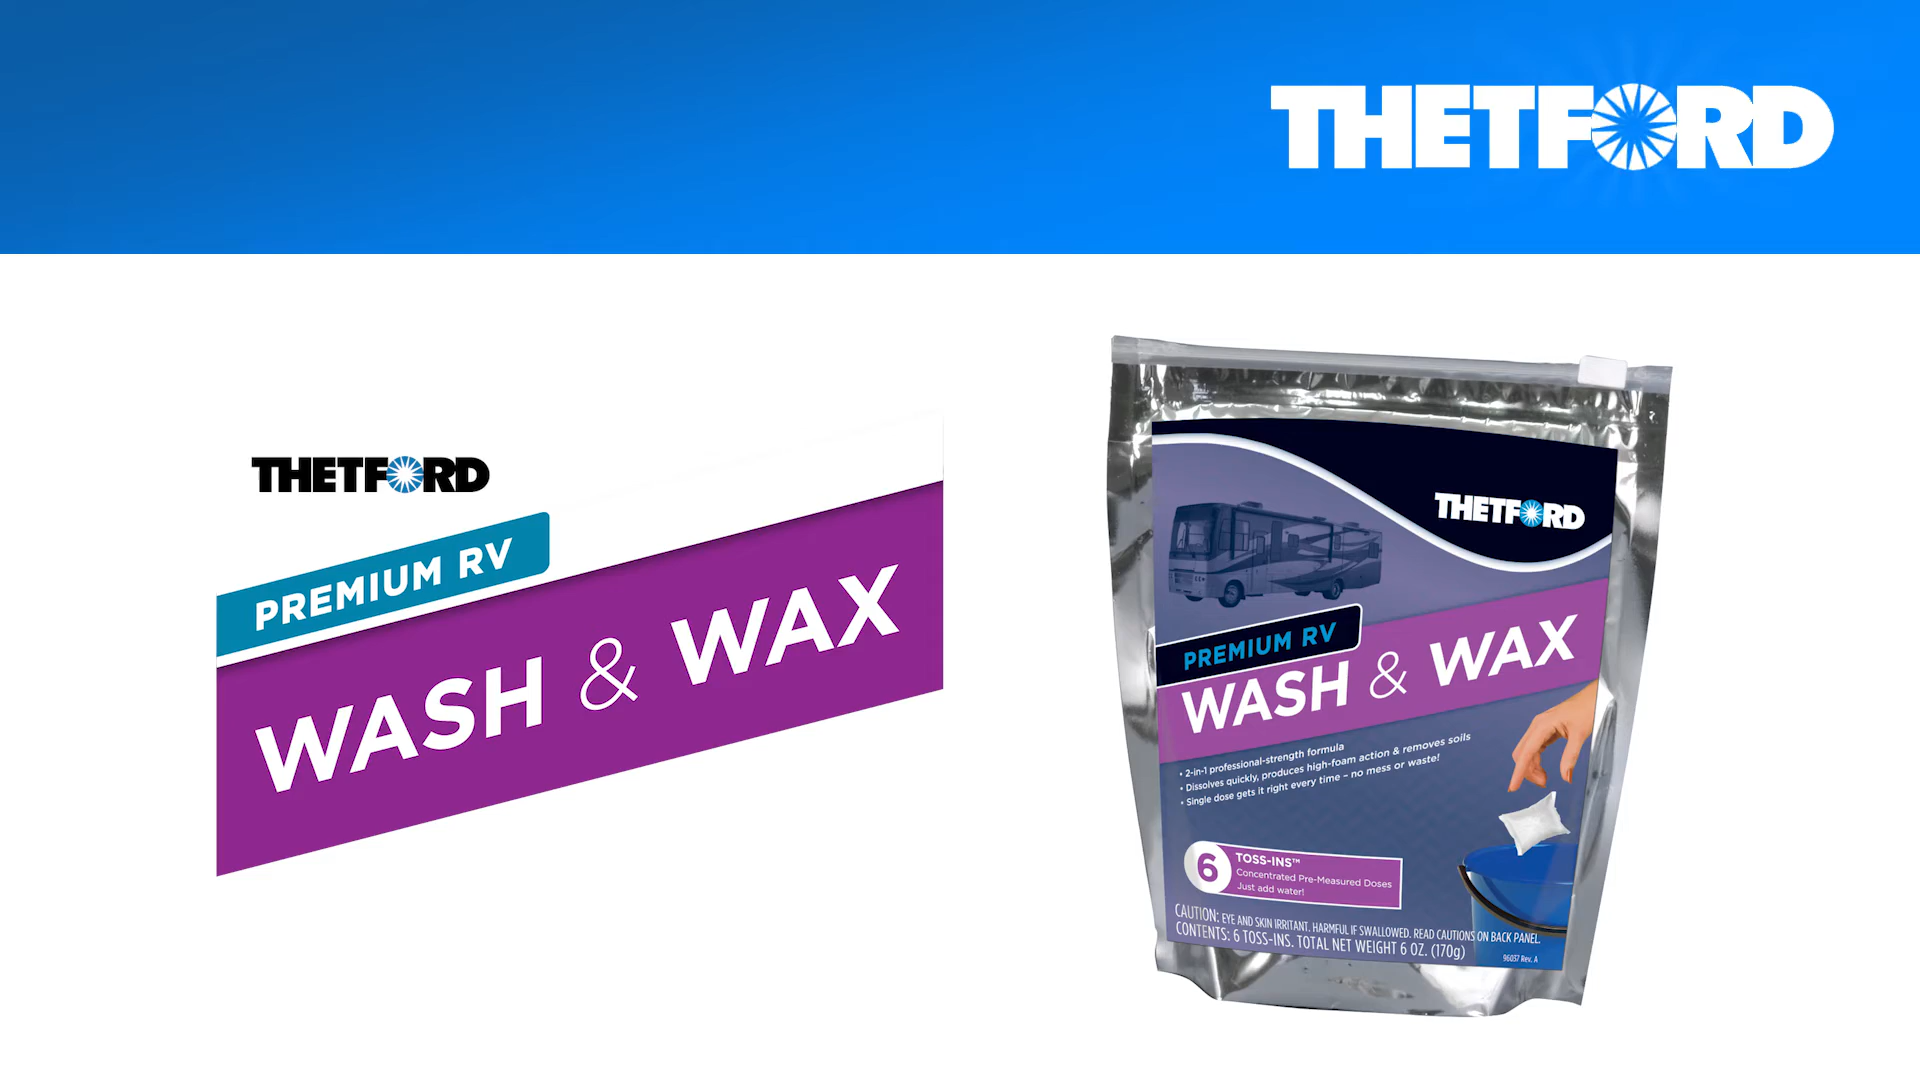 THETFORD
THETFORD
PREMIUM RV
WASH & WAX
THETFORD
PREMIUM RV
WASH & WAX
• 2-in-1 professional-strength formula
• Dissolves quickly, produces high-foam action & removes soils
• Single dose gets it right every time – no mess or waste!
6
TOSS-INS™
Concentrated Pre-Measured Doses
Just add water!
CAUTION: EYE AND SKIN IRRITANT. HARMFUL IF SWALLOWED. READ CAUTIONS ON BACK PANEL.
CONTENTS: 6 TOSS-INS. TOTAL NET WEIGHT 6 OZ. (170g)
96037 Rev. A